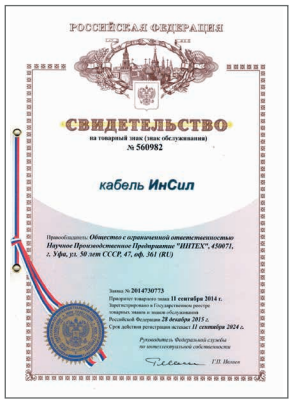 РОССИЙСКАЯ ФЕДЕРАЦИЯ
СВИДЕТЕЛЬСТВО
на товарный знак (знак обслуживания)
№ 560982
кабель ИнСил
Правообладатель: Общество с ограниченной ответственностью
Научное Производственное Предприятие "ИНТЕХ", 450071,
г. Уфа, ул. 50 лет СССР, 47, оф. 361 (RU)
Заявка № 2014730773
Приоритет товарного знака 11 сентября 2014 г.
Зарегистрировано в Государственном реестре
товарных знаков и знаков обслуживания
Российской Федерации 28 декабря 2015 г.
Срок действия регистрации истекает 11 сентября 2024 г.
Руководитель Федеральной службы
по интеллектуальной собственности
Г.П. Ивлиев